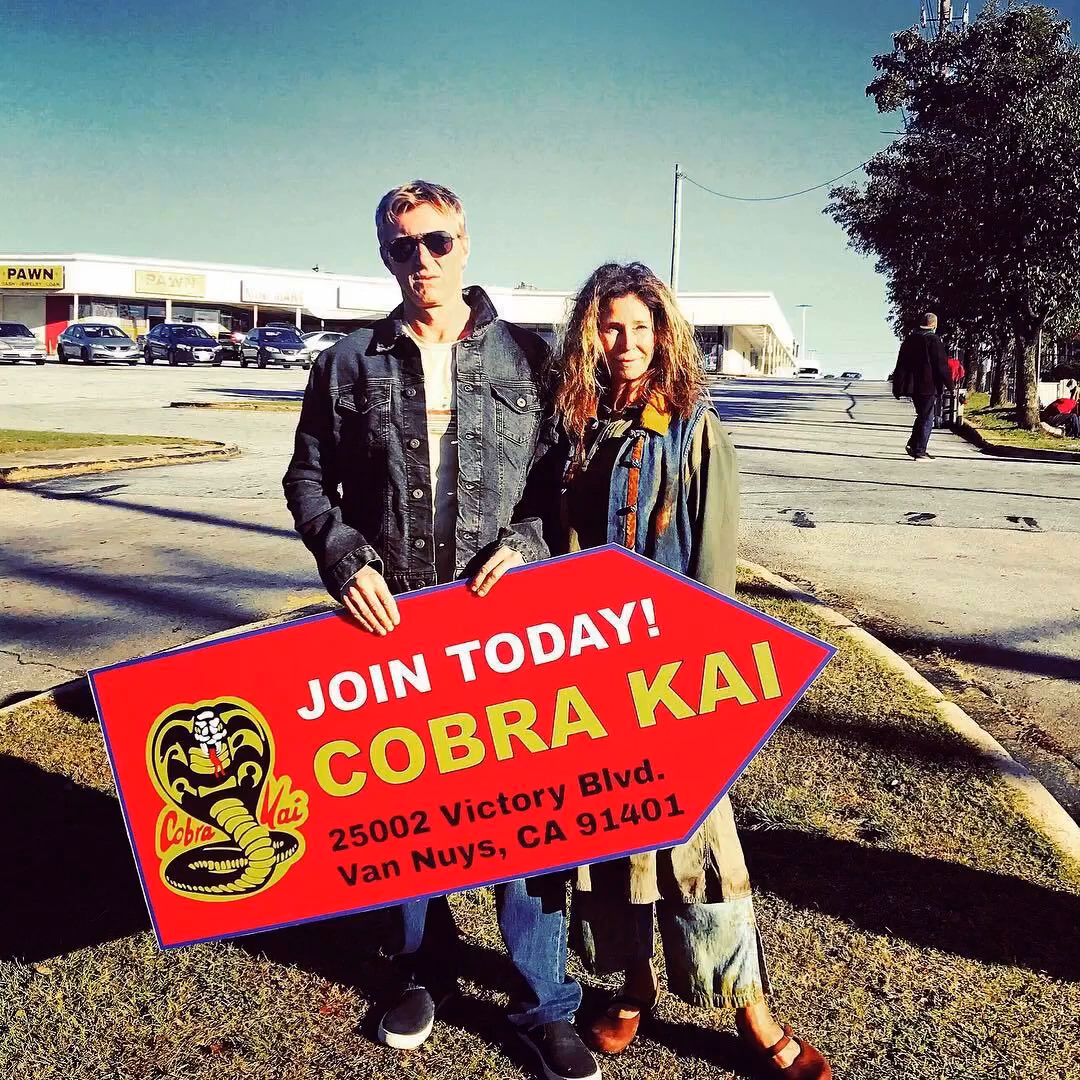 PAWN
PAWN
JOIN TODAY!
COBRA KAI
25002 Victory Blvd.
Van Nuys, CA 91401
Cobra Kai